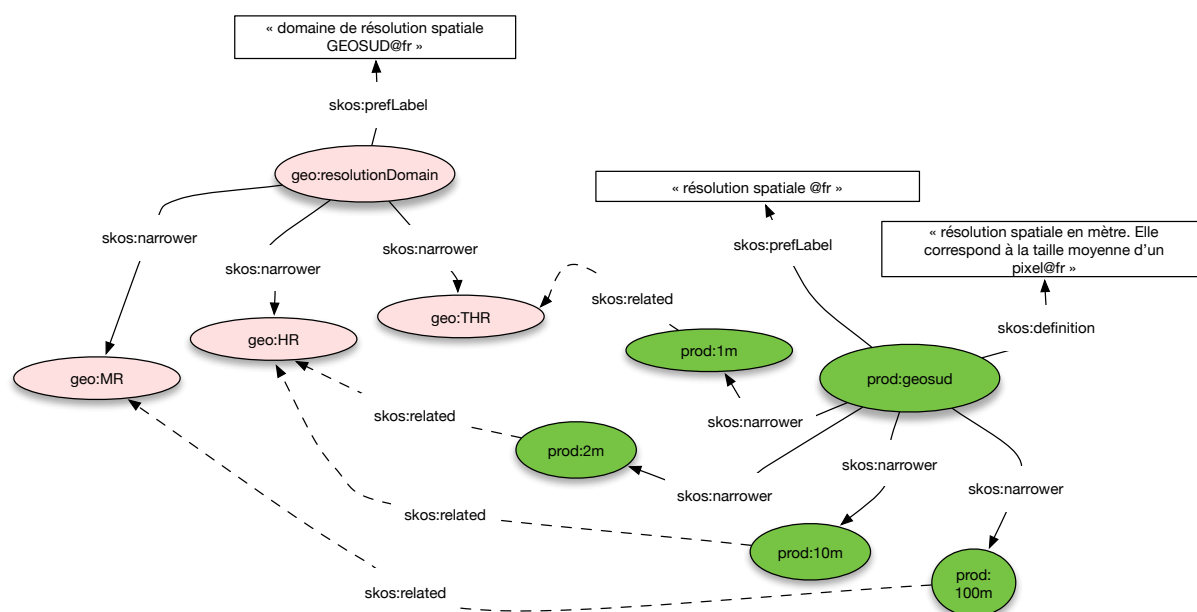 « domaine de résolution spatiale
GEOSUD@fr »
skos:prefLabel
geo:resolutionDomain
« résolution spatiale @fr »
skos:narrower
skos:narrower
skos:narrower
skos:prefLabel
« résolution spatiale en mètre. Elle
correspond à la taille moyenne d'un
pixel@fr »
skos:related
geo:THR
geo:HR
skos:definition
prod:1m
geo:MR
prod:geosud
skos:related
skos:narrower
prod:2m
skos:narrower
skos:narrower
skos:narrower
skos:related
prod:10m
skos:related
prod:
100m